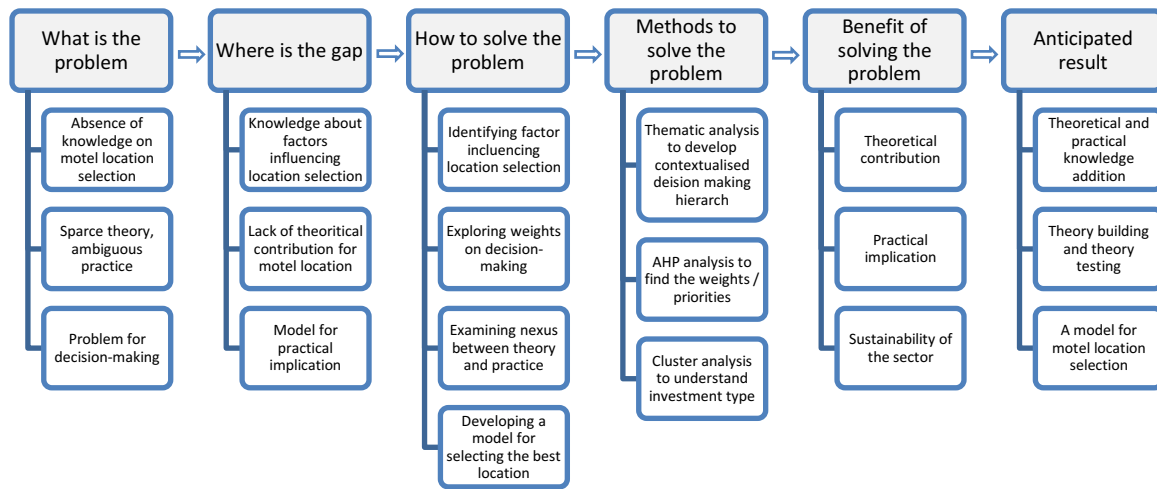 What is the
problem
Absence of
knowledge on
motel location
selection
Sparce theory,
ambiguous
practice
Problem for
decision-making
Where is the gap
Knowledge about
factors
influencing
location selection
Lack of theoritical
contribution for
motel location
Model for
practical
implication
How to solve the
problem
Identifying factor
incluencing
location selection
Exploring weights
on decision-
making
Examining nexus
between theory
and practice
Developing a
model for
selecting the best
location
Methods to
solve the
problem
Thematic analysis
to develop
contextualised
deision making
hierarch
AHP analysis to
find the weights /
priorities
Cluster analysis
to understand
investment type
Benefit of
solving the
problem
Theoretical
contribution
Practical
implication
Sustainability of
the sector
Anticipated
result
Theoretical and
practical
knowledge
addition
Theory building
and theory
testing
A model for
motel location
selection